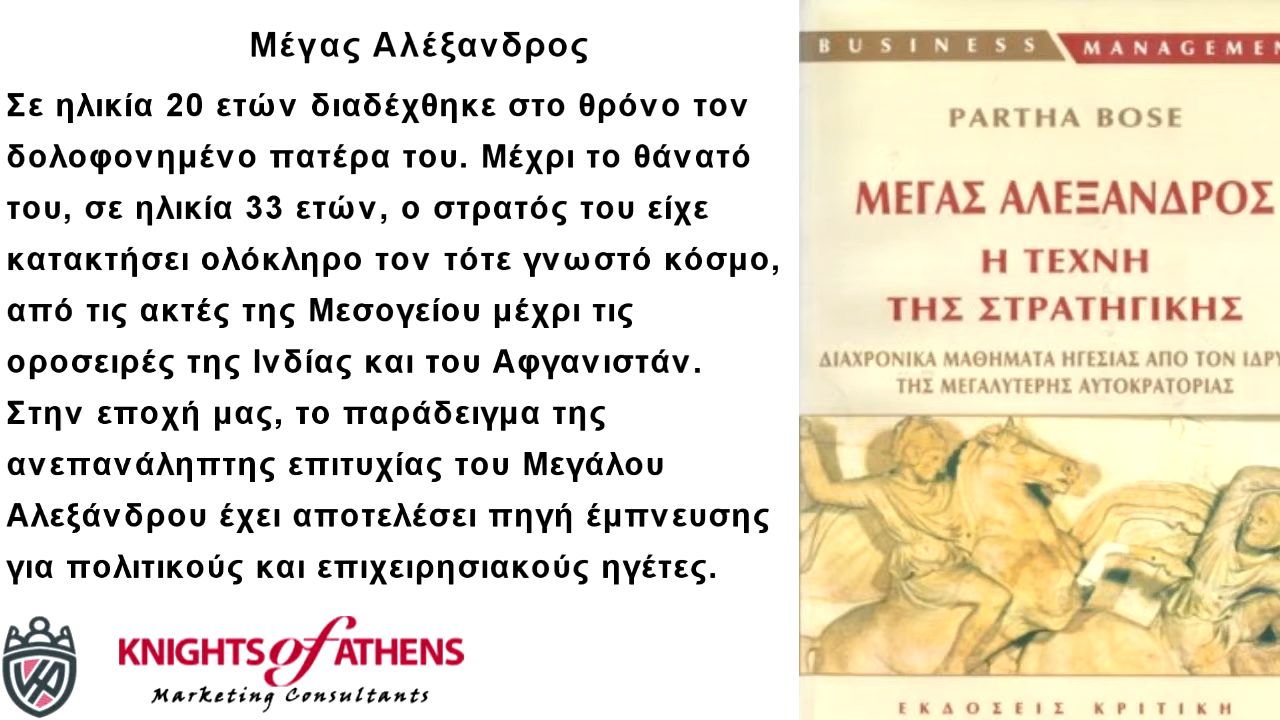 Μέγας Αλέξανδρος
Σε ηλικία 20 ετών διαδέχθηκε στο θρόνο τον
δολοφονημένο πατέρα του. Μέχρι το θάνατό
του, σε ηλικία 33 ετών, ο στρατός του είχε
κατακτήσει ολόκληρο τον τότε γνωστό κόσμο,
από τις ακτές της Μεσογείου μέχρι τις
οροσειρές της Ινδίας και του Αφγανιστάν.
Στην εποχή μας, το παράδειγμα της
ανεπανάληπτης επιτυχίας του Μεγάλου
Αλεξάνδρου έχει αποτελέσει πηγή έμπνευσης
για πολιτικούς και επιχειρησιακούς ηγέτες.
KNIGHTS of ATHENS
Marketing Consultants
BUSINESS MANAGEMEN
PARTHA BOSE
ΜΕΓΑΣ ΑΛΕΞΑΝΔΡΟΣ
Η ΤΕΧΝΗ
ΤΗΣ ΣΤΡΑΤΗΓΙΚΗΣ
ΔΙΑΧΡΟΝΙΚΑ ΜΑΘΗΜΑΤΑ ΗΓΕΣΙΑΣ ΑΠΟ ΤΟΝ ΙΔΡΥ
ΤΗΣ ΜΕΓΑΛΥΤΕΡΗΣ ΑΥΤΟΚΡΑΤΟΡΙΑΣ
ΕΚΔΟΣΕΙΣ ΚΡΙΤΙΚΗ